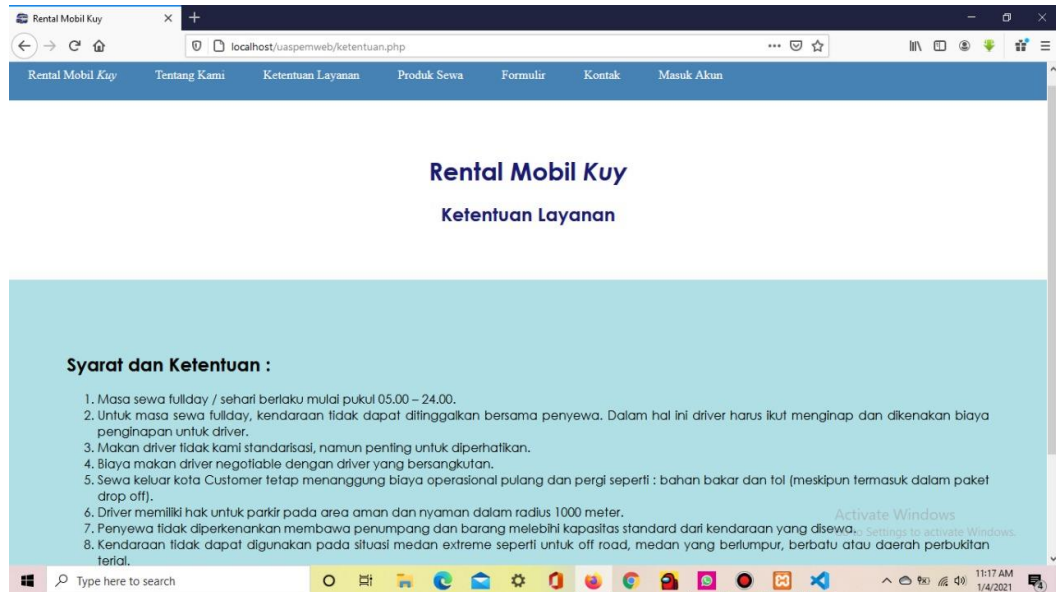 Rental Mobil Kuy
localhost/uaspemweb/ketentuan.php
Rental Mobil Kuy Tentang Kami Ketentuan Layanan Produk Sewa Formulir Kontak Masuk Akun
Rental Mobil Kuy
Ketentuan Layanan
Syarat dan Ketentuan :
1. Masa sewa fullday / sehari berlaku mulai pukul 05.00 – 24.00.
2. Untuk masa sewa fullday, kendaraan tidak dapat ditinggalkan bersama penyewa. Dalam hal ini driver harus ikut menginap dan dikenakan biaya
penginapan untuk driver.
3. Makan driver tidak kami standarisasi, namun penting untuk diperhatikan.
4. Biaya makan driver negotiable dengan driver yang bersangkutan.
5. Sewa keluar kota Customer tetap menanggung biaya operasional pulang dan pergi seperti : bahan bakar dan tol (meskipun termasuk dalam paket
drop off).
6. Driver memiliki hak untuk parkir pada area aman dan nyaman dalam radius 1000 meter.
Activate Windows
7. Penyewa tidak diperkenankan membawa penumpang dan barang melebihi kapasitas standard dari kendaraan yang disewa.
to Settings to activate Windows.
8. Kendaraan tidak dapat digunakan pada situasi medan extreme seperti untuk off road, medan yang berlumpur, berbatu atau daerah perbukitan
terjal.
Type here to search
11:17 AM
1/4/2021